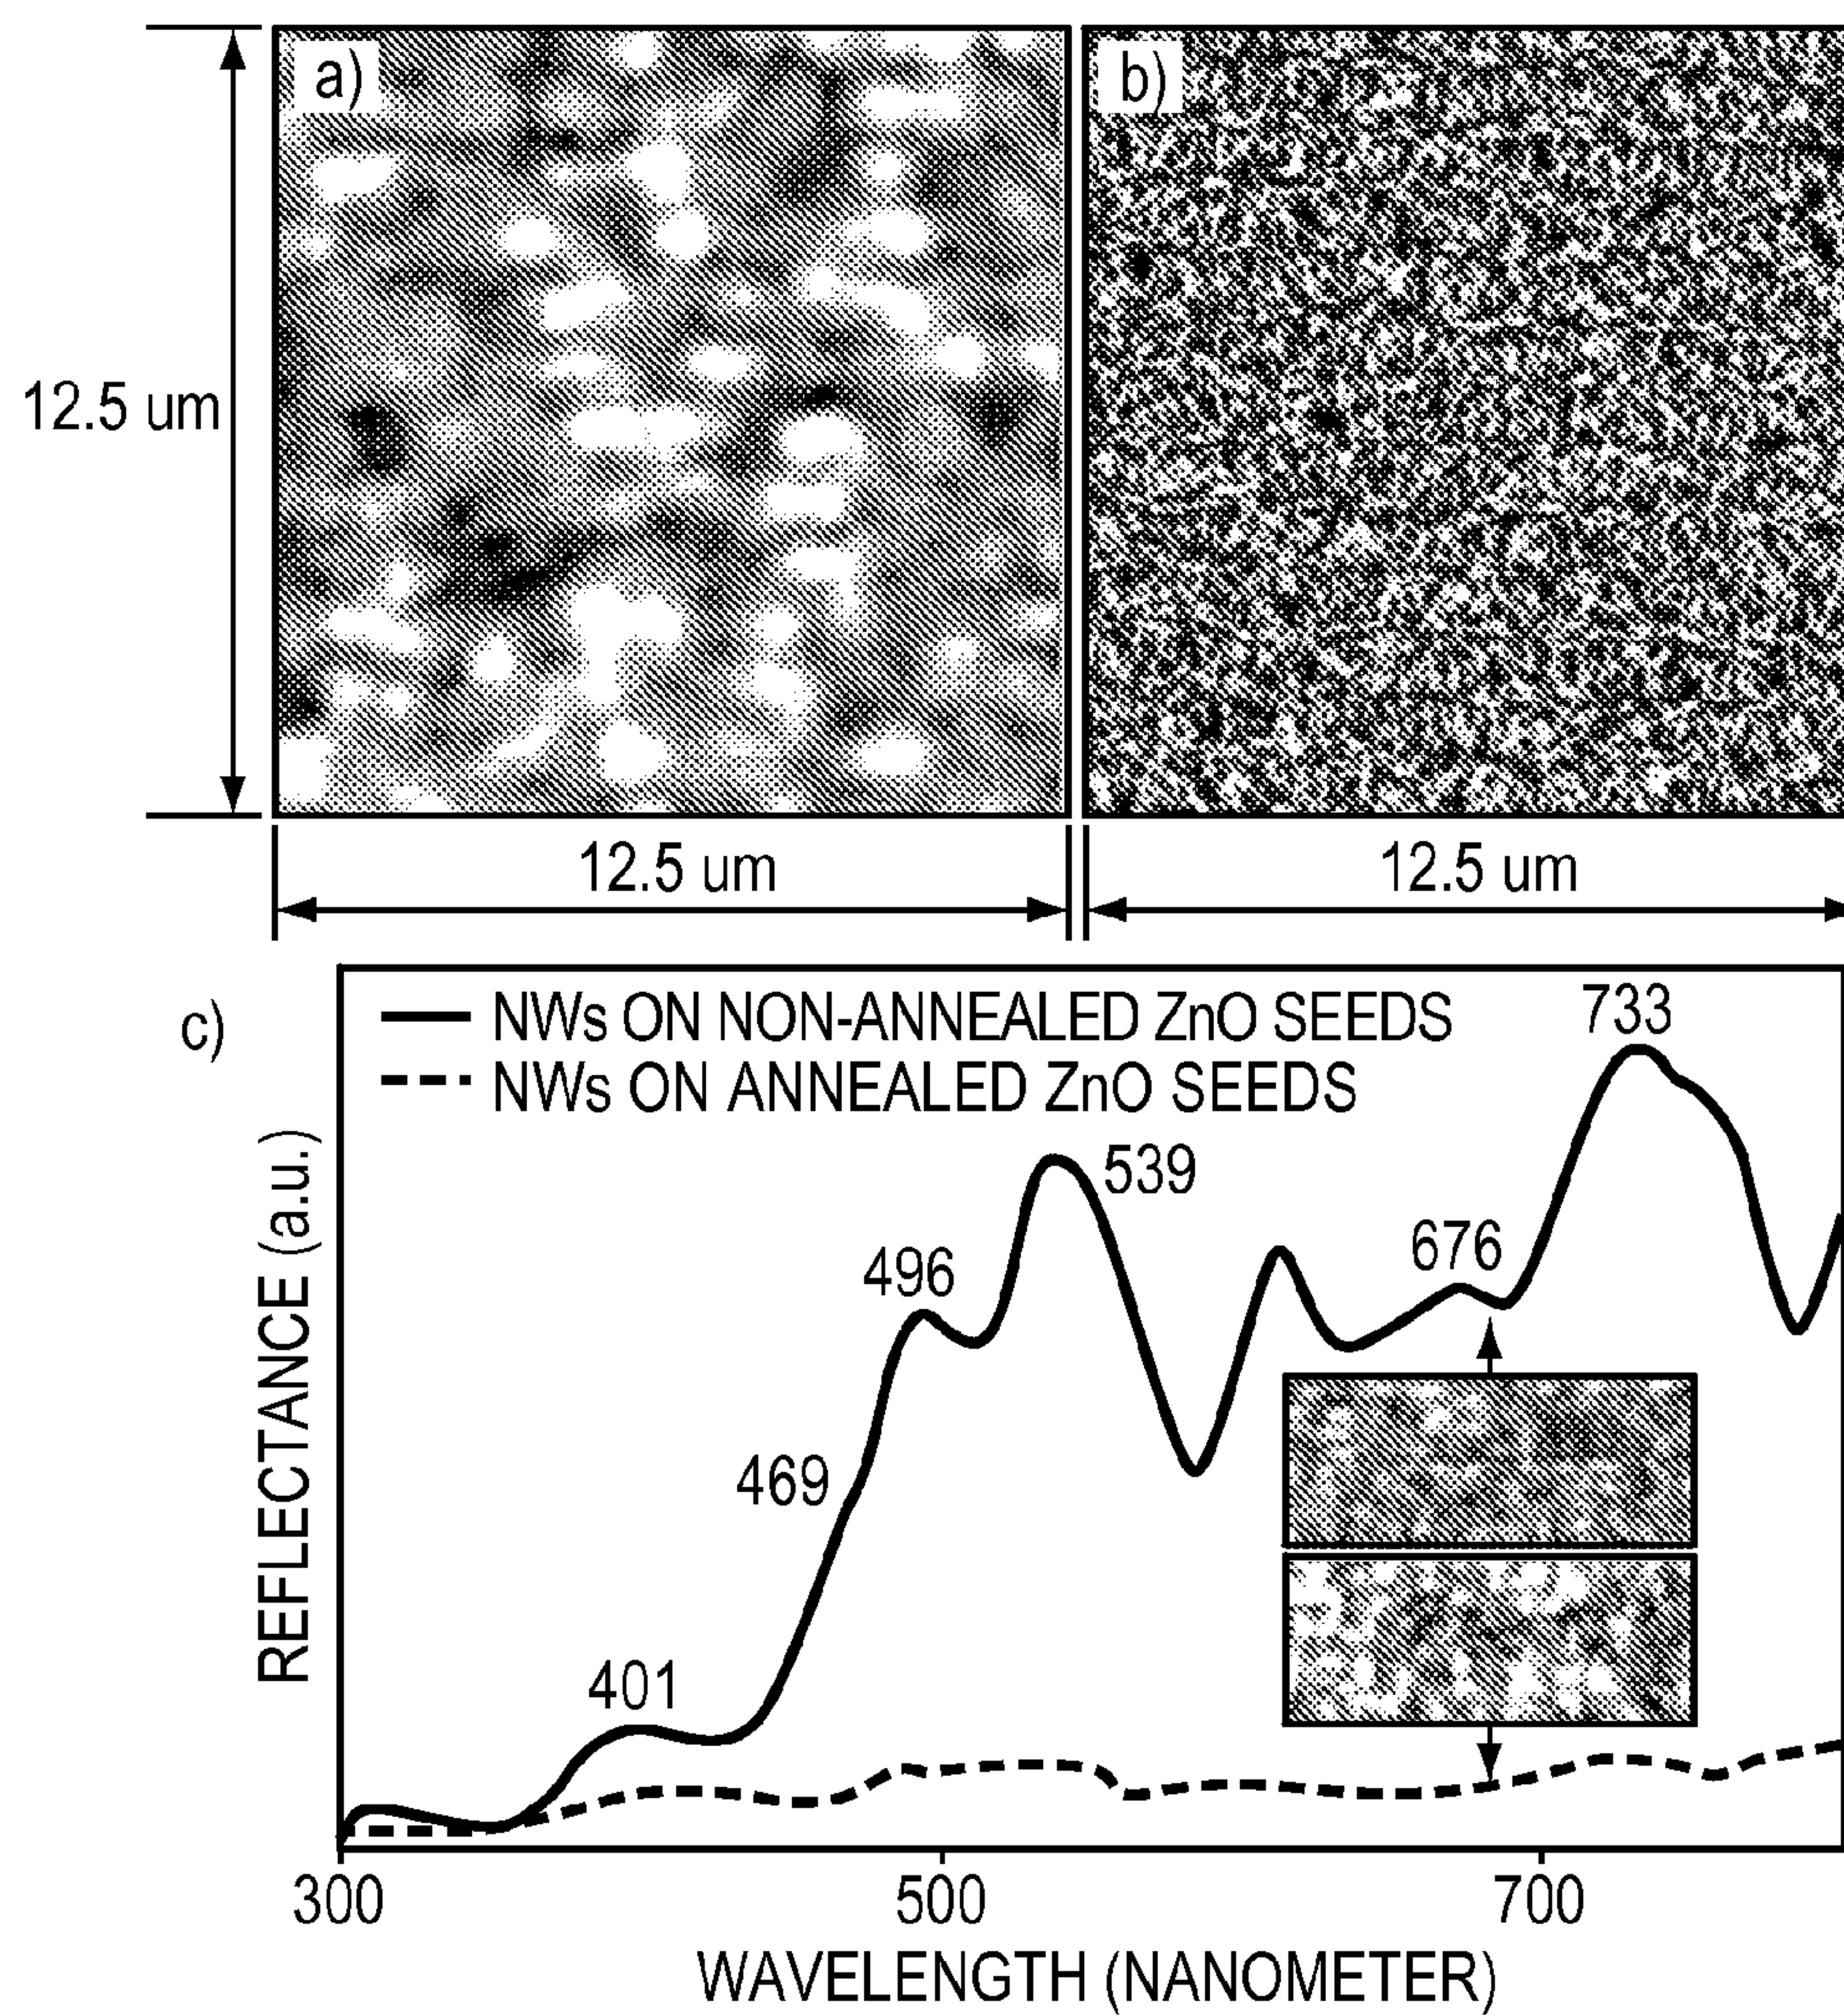 a)
b)
12.5 um
12.5 um
12.5 um
c)
NWs ON NON-ANNEALED ZnO SEEDS
NWs ON ANNEALED ZnO SEEDS
733
539
496
676
469
401
REFLECTANCE (a.u.)
300
500
700
WAVELENGTH (NANOMETER)